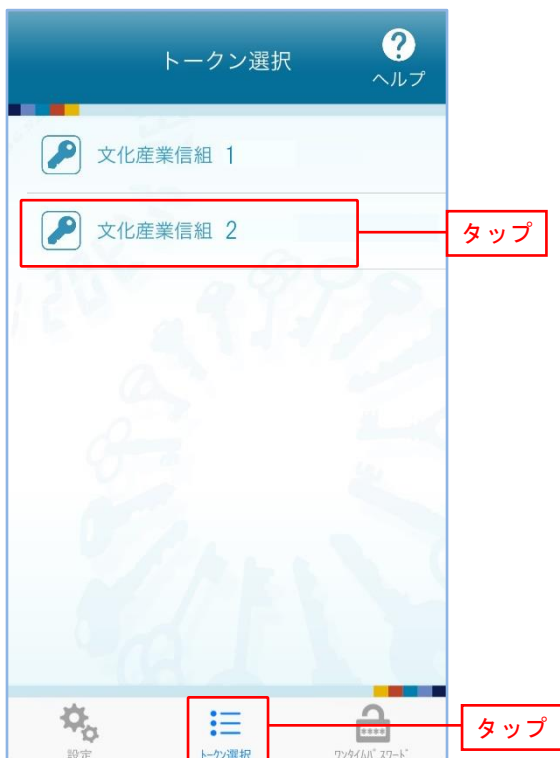 トークン選択
ヘルプ
文化産業信組 1
文化産業信組 2
タップ
タップ
設定
トークン選択
ワンタイムパスワード